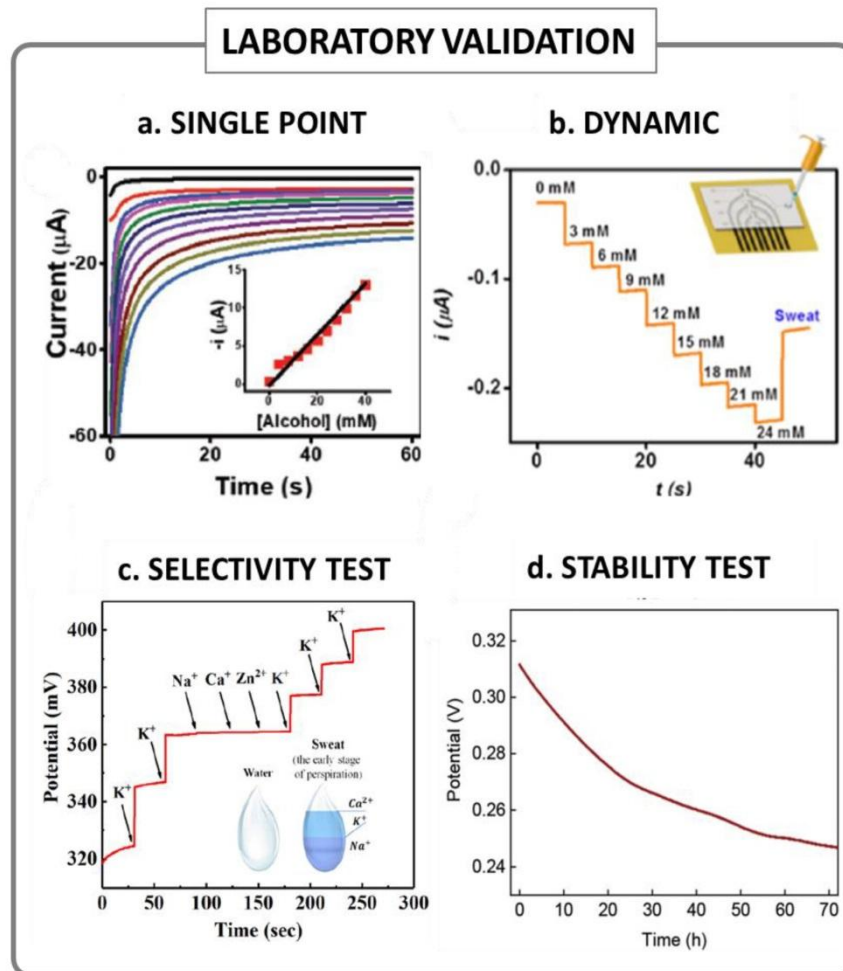 LABORATORY VALIDATION
a. SINGLE POINT
Current (µA)
0
-20
-40
-60
0
20
40
60
Time (s)
-i (µA)
15
10
5
0
0
20
40
[Alcohol] (mM)
b. DYNAMIC
i (µA)
0.0
-0.1
-0.2
0 mM
3 mM
6 mM
9 mM
12 mM
15 mM
18 mM
21 mM
24 mM
Sweat
0
20
40
t (s)
c. SELECTIVITY TEST
Potential (mV)
400
380
360
340
320
K⁺
K⁺
Na⁺ Ca⁺ Zn²⁺ K⁺
K⁺
K⁺
Water
Sweat
(the early stage
of perspiration)
Ca²⁺
K⁺
Na⁺
0 50 100 150 200 250 300
Time (sec)
d. STABILITY TEST
Potential (V)
0.32
0.30
0.28
0.26
0.24
0 10 20 30 40 50 60 70
Time (h)